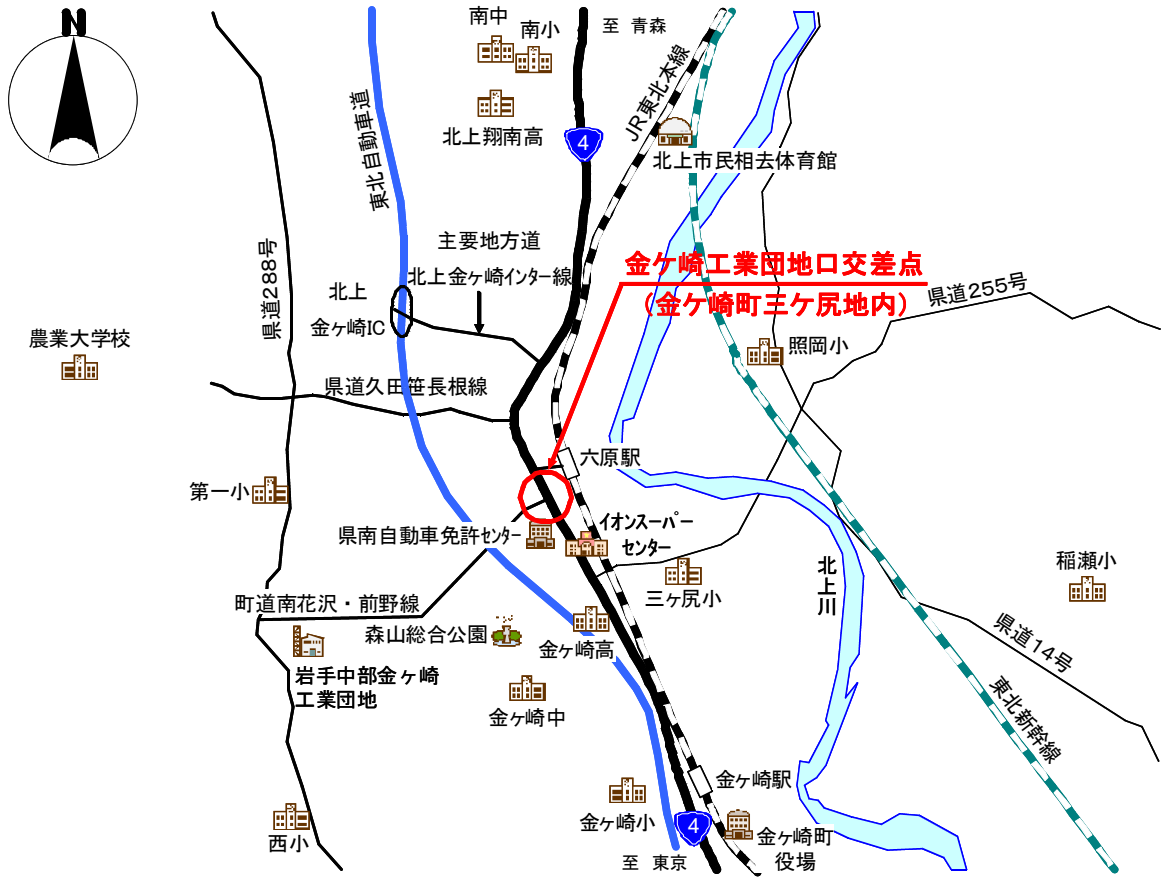 N
南中
南小
至 青森
北上翔南高
4
JR東北本線
北上市民相去体育館
東北自動車道
主要地方道
北上金ヶ崎インター線
金ケ崎工業団地口交差点
（金ケ崎町三ケ尻地内）
県道255号
県道288号
北上
金ヶ崎IC
農業大学校
照岡小
県道久田笹長根線
六原駅
第一小
県南自動車免許センター
イオンスーパー
センター
三ヶ尻小
北上川
稲瀬小
町道南花沢・前野線
森山総合公園
金ヶ崎高
県道14号
岩手中部金ヶ崎
工業団地
金ヶ崎中
東北新幹線
金ヶ崎駅
金ヶ崎小
4
金ヶ崎町
役場
西小
至 東京